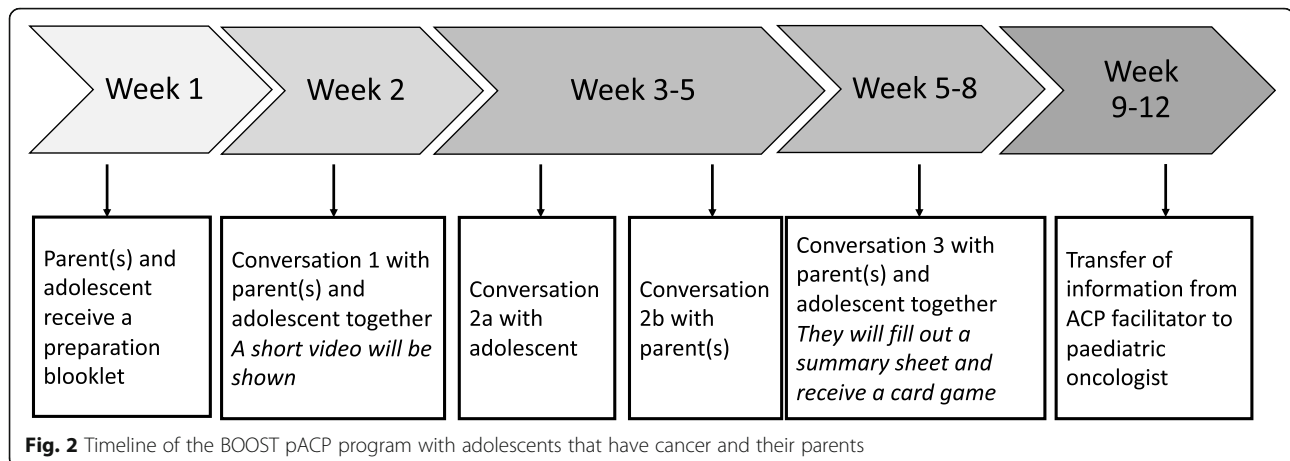 Week 1
Week 2
Week 3-5
Week 5-8
Week
9-12
Parent(s) and
adolescent
receive a
preparation
blooklet
Conversation 1 with
parent(s) and
adolescent together
A short video will be
shown
Conversation
2a with
adolescent
Conversation
2b with
parent(s)
Conversation 3 with
parent(s) and
adolescent together
They will fill out a
summary sheet and
receive a card game
Transfer of
information from
ACP facilitator to
paediatric
oncologist
Fig. 2 Timeline of the BOOST pACP program with adolescents that have cancer and their parents